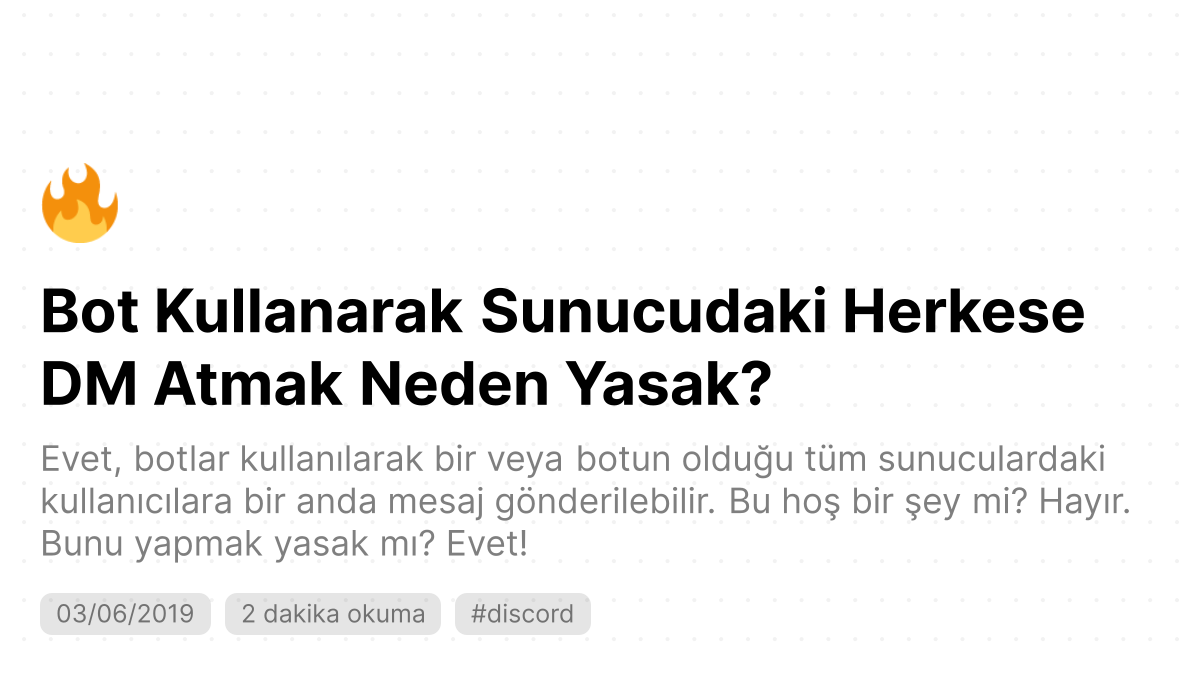 Bot Kullanarak Sunucudaki Herkese
DM Atmak Neden Yasak?
Evet, botlar kullanılarak bir veya botun olduğu tüm sunuculardaki
kullanıcılara bir anda mesaj gönderilebilir. Bu hoş bir şey mi? Hayır.
Bunu yapmak yasak mı? Evet!
03/06/2019 2 dakika okuma #discord